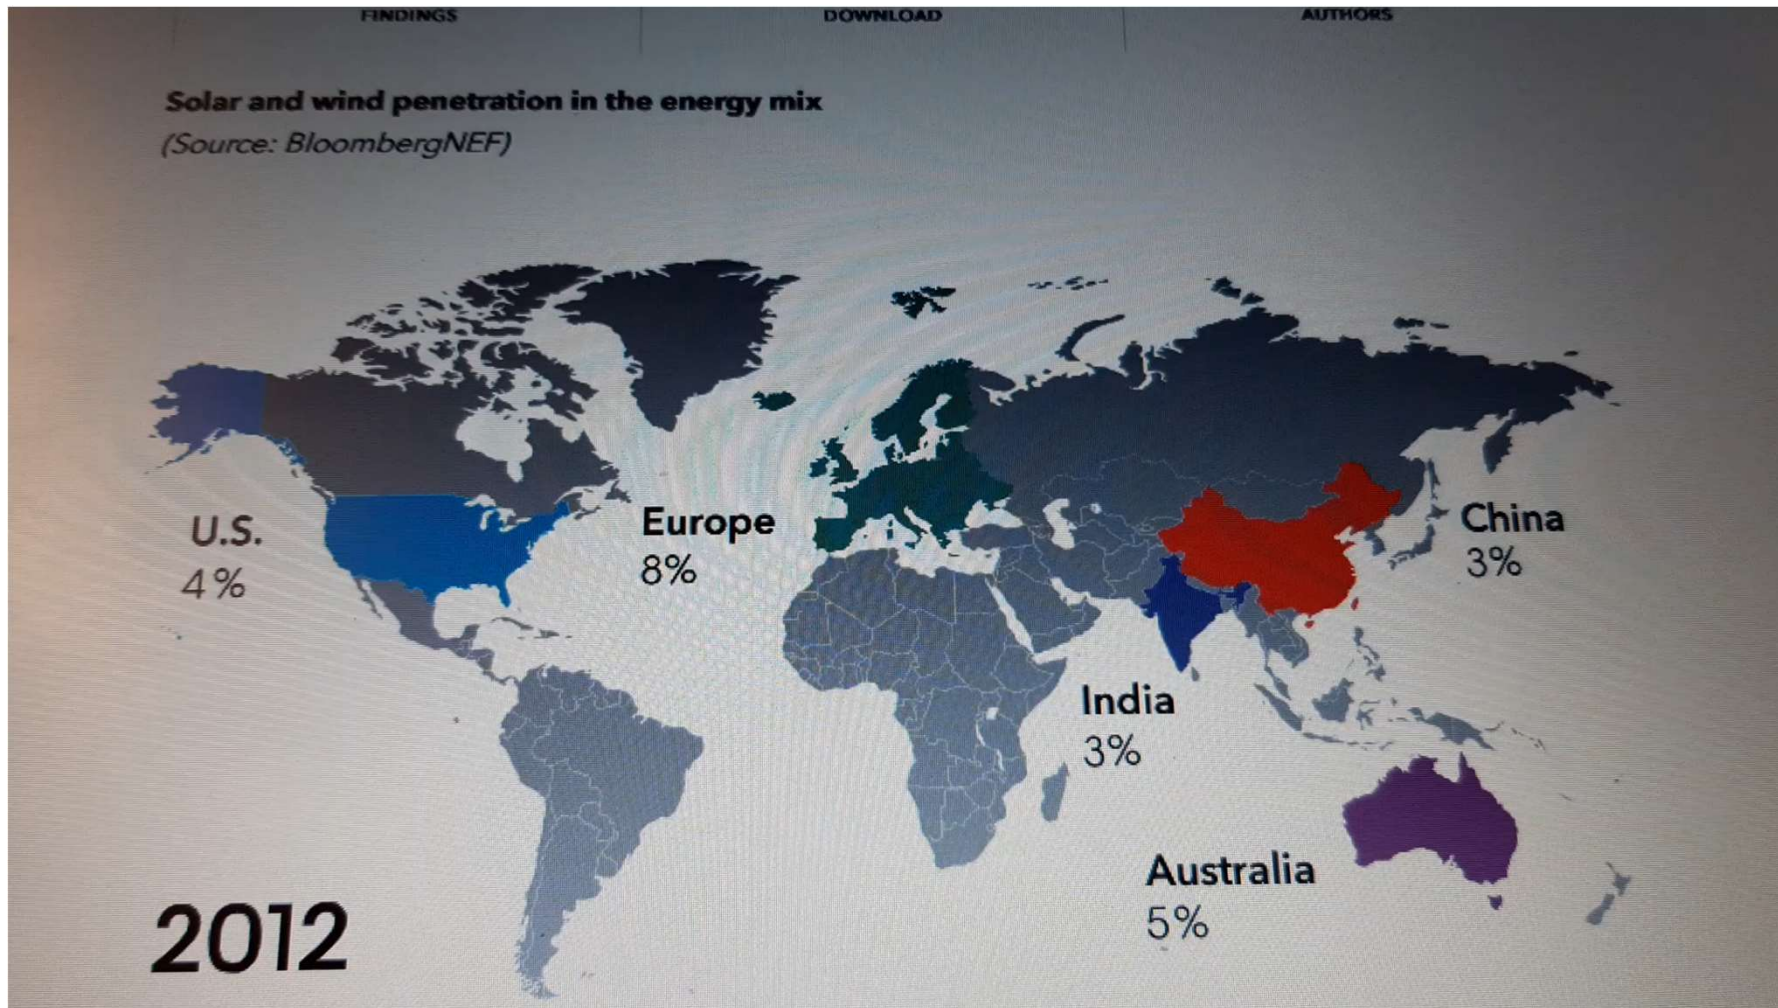 FINDINGS
DOWNLOAD
AUTHORS
Solar and wind penetration in the energy mix
(Source: BloombergNEF)
U.S.
4%
Europe
8%
China
3%
India
3%
Australia
5%
2012